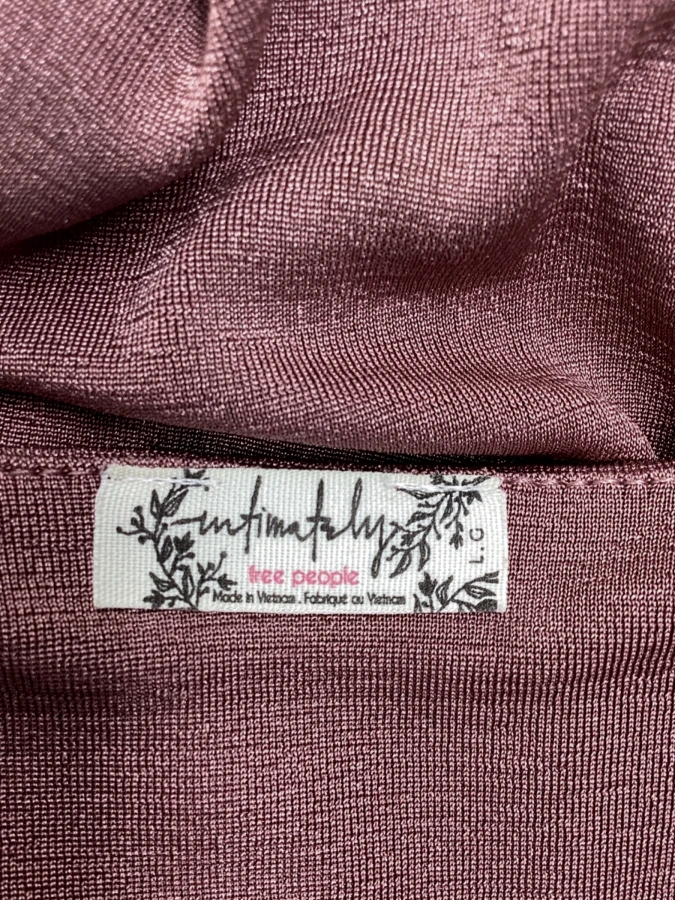 intimately
free people
Made in Vietnam . Fabriqué au Vietnam
L.G